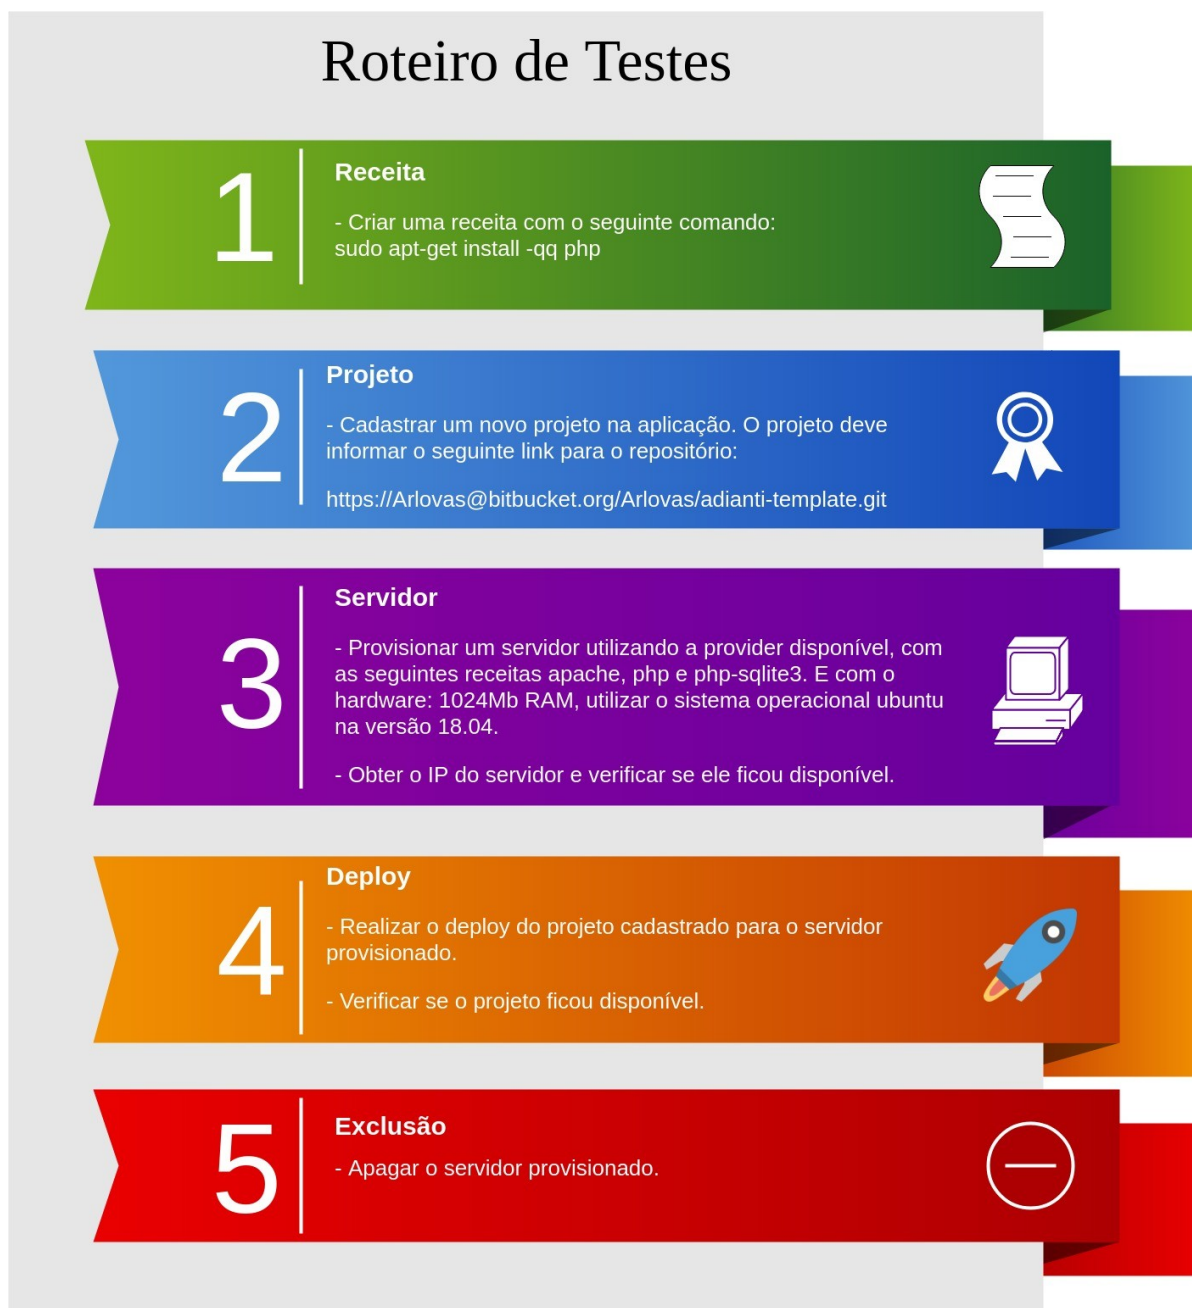 Roteiro de Testes
1
Receita
- Criar uma receita com o seguinte comando:
sudo apt-get install -qq php
2
Projeto
- Cadastrar um novo projeto na aplicação. O projeto deve
informar o seguinte link para o repositório:
https://Arlovas@bitbucket.org/Arlovas/adianti-template.git
3
Servidor
- Provisionar um servidor utilizando a provider disponível, com
as seguintes receitas apache, php e php-sqlite3. E com o
hardware: 1024Mb RAM, utilizar o sistema operacional ubuntu
na versão 18.04.
- Obter o IP do servidor e verificar se ele ficou disponível.
4
Deploy
- Realizar o deploy do projeto cadastrado para o servidor
provisionado.
- Verificar se o projeto ficou disponível.
5
Exclusão
- Apagar o servidor provisionado.